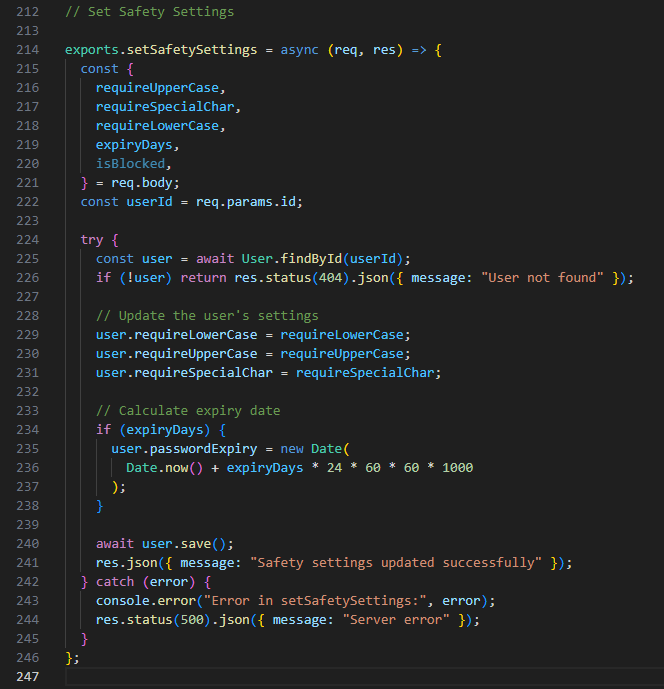 212 // Set Safety Settings
213
214 exports.setSafetySettings = async (req, res) => {
215   const {
216     requireUpperCase,
217     requireSpecialChar,
218     requireLowerCase,
219     expiryDays,
220     isBlocked,
221   } = req.body;
222   const userId = req.params.id;
223
224   try {
225     const user = await User.findById(userId);
226     if (!user) return res.status(404).json({ message: "User not found" });
227
228     // Update the user's settings
229     user.requireLowerCase = requireLowerCase;
230     user.requireUpperCase = requireUpperCase;
231     user.requireSpecialChar = requireSpecialChar;
232
233     // Calculate expiry date
234     if (expiryDays) {
235       user.passwordExpiry = new Date(
236         Date.now() + expiryDays * 24 * 60 * 60 * 1000
237       );
238     }
239
240     await user.save();
241     res.json({ message: "Safety settings updated successfully" });
242   } catch (error) {
243     console.error("Error in setSafetySettings:", error);
244     res.status(500).json({ message: "Server error" });
245   }
246 };
247